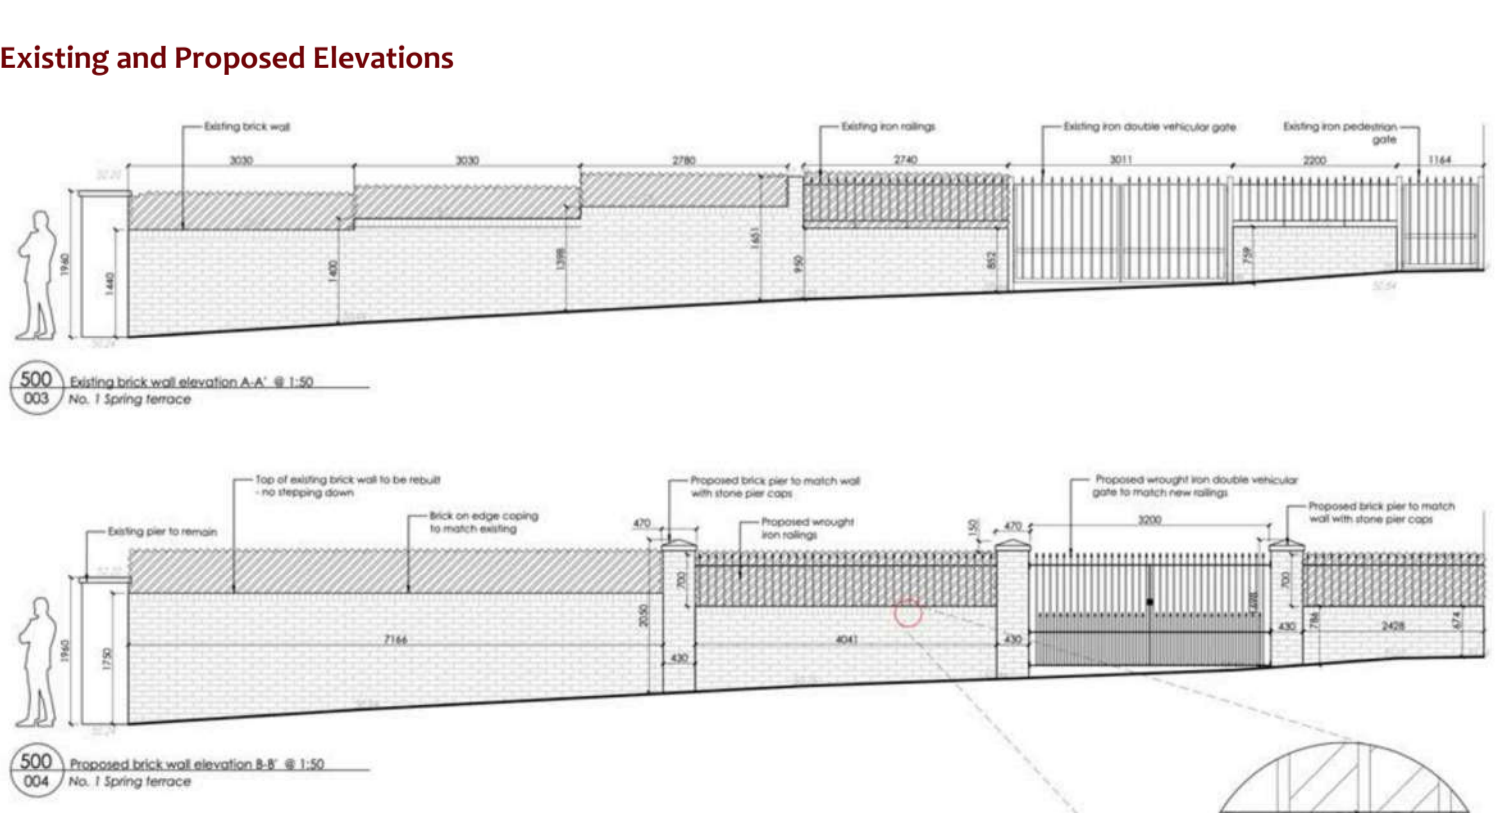 Existing and Proposed Elevations
Existing brick wall
Existing iron railings
Existing iron double vehicular gate
Existing iron pedestrian
gate
3030
3030
2780
2740
3011
2200
1164
1960
1440
1400
1398
1651
950
852
759
50.24
50.84
500
003
Existing brick wall elevation A-A' @ 1:50
No. 1 Spring terrace
Top of existing brick wall to be rebuilt
- no stepping down
Brick on edge coping
to match existing
Existing pier to remain
Proposed brick pier to match wall
with stone pier caps
Proposed wrought
iron railings
Proposed wrought iron double vehicular
gate to match new railings
Proposed brick pier to match
wall with stone pier caps
470
150
470
3200
700
700
1960
1750
7166
2050
430
4041
430
430
786
2428
674
50.24
500
004
Proposed brick wall elevation B-B' @ 1:50
No. 1 Spring terrace